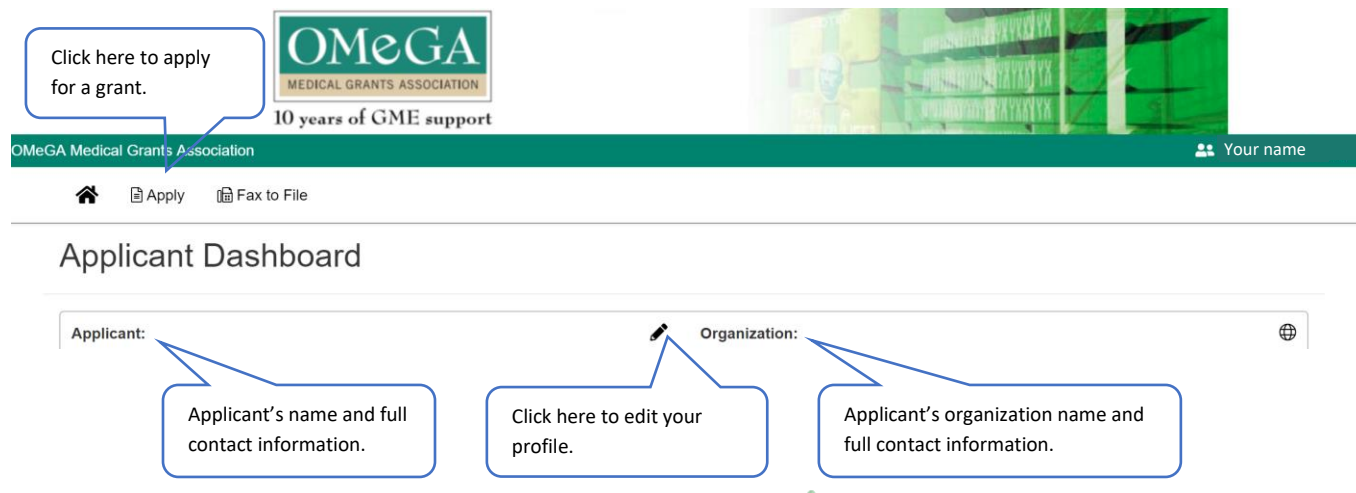 Click here to apply
for a grant.
OMeGA
MEDICAL GRANTS ASSOCIATION
10 years of GME support
OMeGA Medical Grants Association
Your name
Apply
Fax to File
Applicant Dashboard
Applicant:
Organization:
Applicant’s name and full
contact information.
Click here to edit your
profile.
Applicant’s organization name and
full contact information.